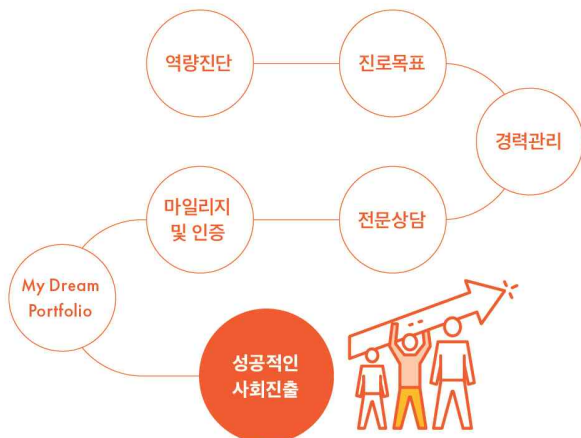 역량진단
진로목표
경력관리
전문상담
마일리지
및 인증
My Dream
Portfolio
성공적인
사회진출